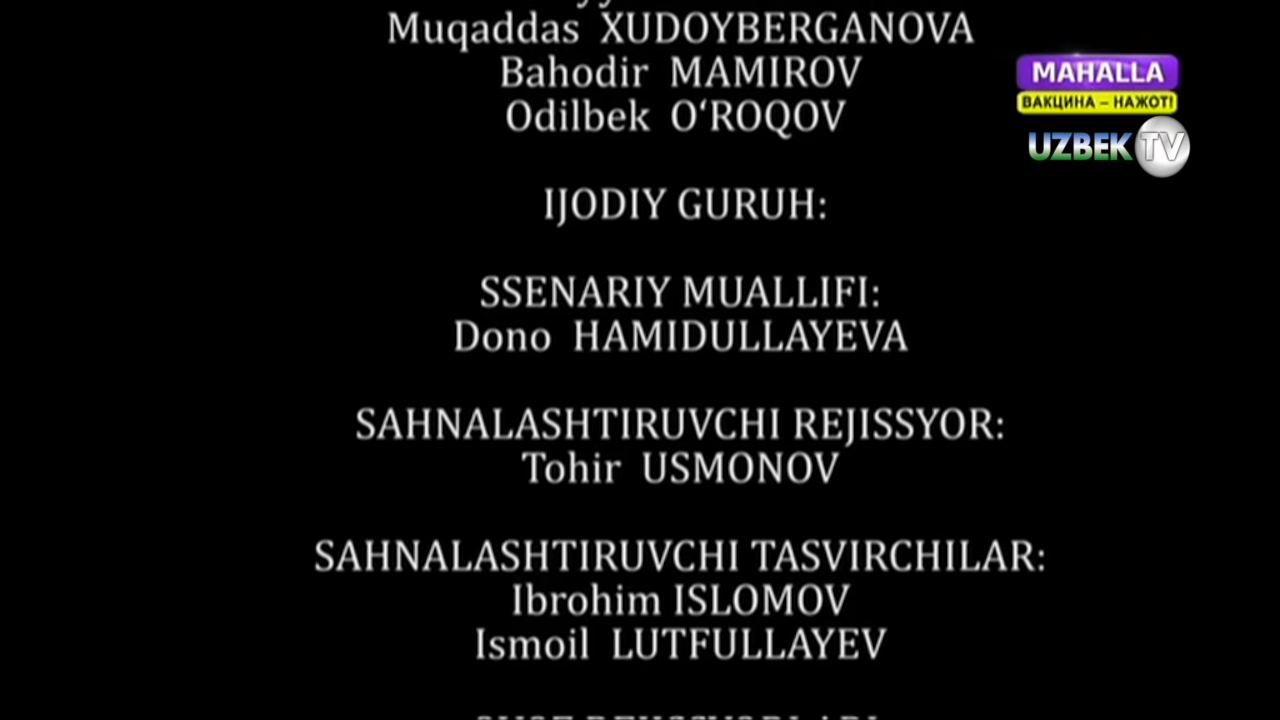 Muqaddas XUDOYBERGANOVA
Bahodir MAMIROV
Odilbek O‘ROQOV
MAHALLA
ВАКЦИНА – НАЖОТ!
UZBEK TV
IJODIY GURUH:
SSENARIY MUALLIFI:
Dono HAMIDULLAYEVA
SAHNALASHTIRUVCHI REJISSYOR:
Tohir USMONOV
SAHNALASHTIRUVCHI TASVIRCHILAR:
Ibrohim ISLOMOV
Ismoil LUTFULLAYEV